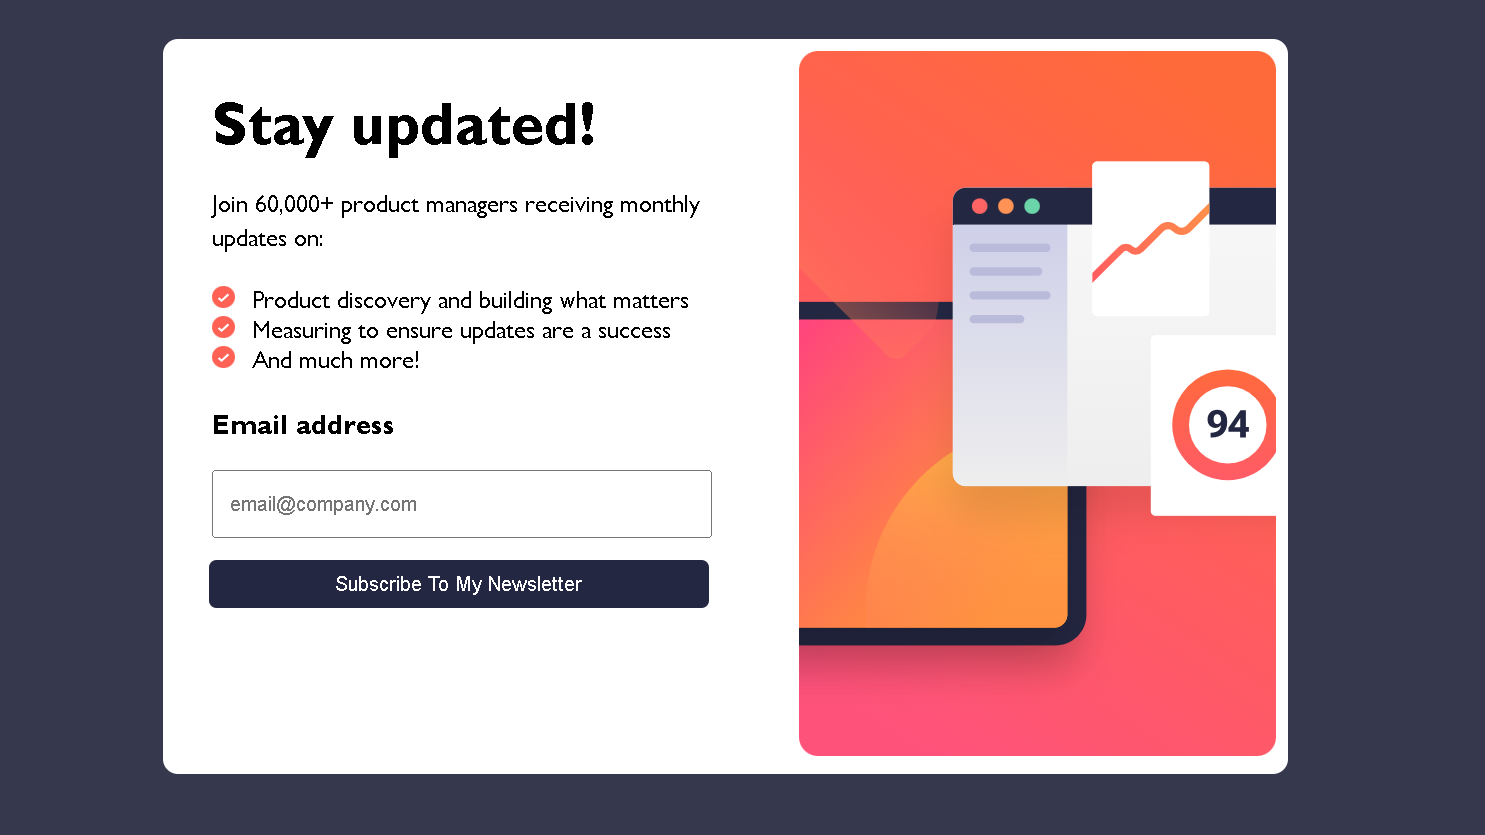 Stay updated!
Join 60,000+ product managers receiving monthly
updates on:
Product discovery and building what matters
Measuring to ensure updates are a success
And much more!
Email address
email@company.com
Subscribe To My Newsletter
94